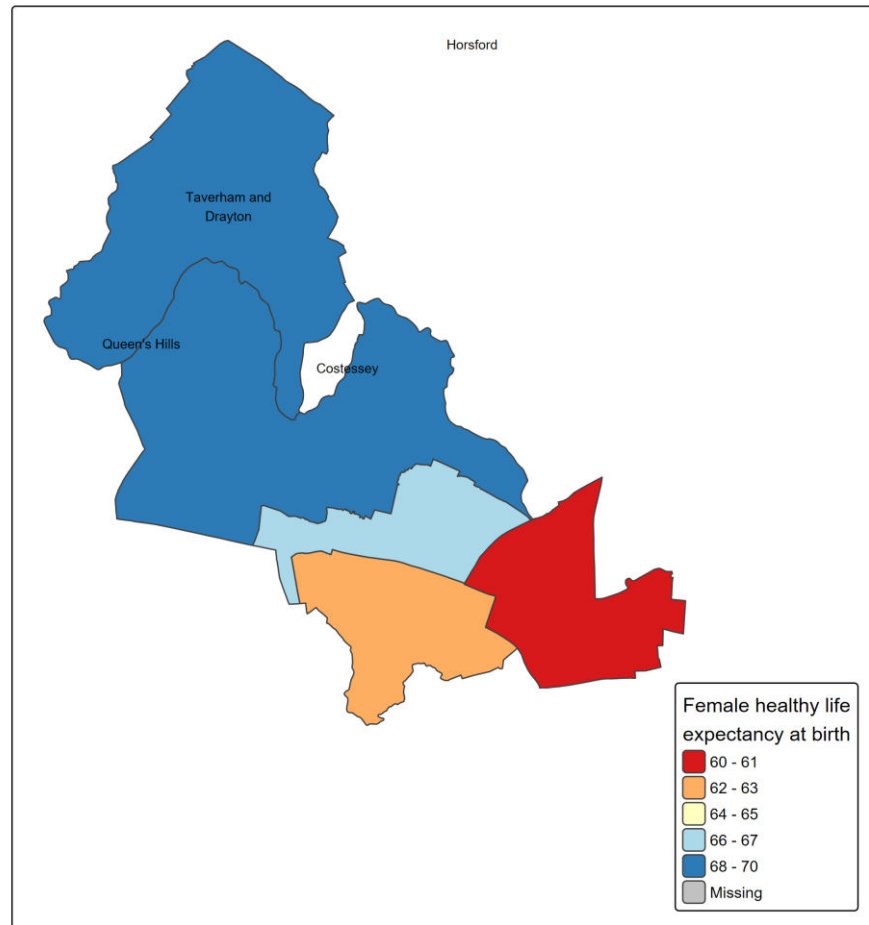 Horsford
Taverham and
Drayton
Queen's Hills
Costessey
Female healthy life
expectancy at birth
60 - 61
62 - 63
64 - 65
66 - 67
68 - 70
Missing